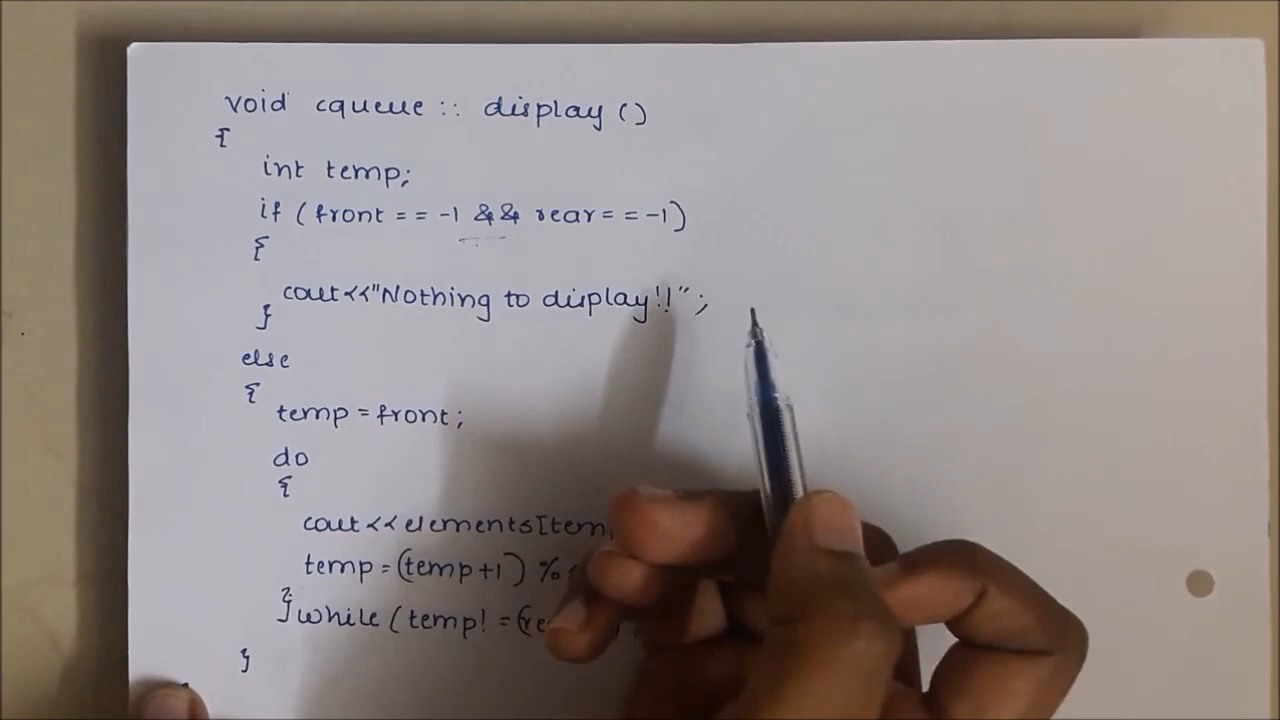 void cqueue :: display ()
{
int temp;
if ( front == -1 && rear == -1)
{
cout<<"Nothing to display!!";
}
else
{
temp = front;
do
{
cout<<elements[tem
temp = (temp+1) %
} while ( temp! = (re
}